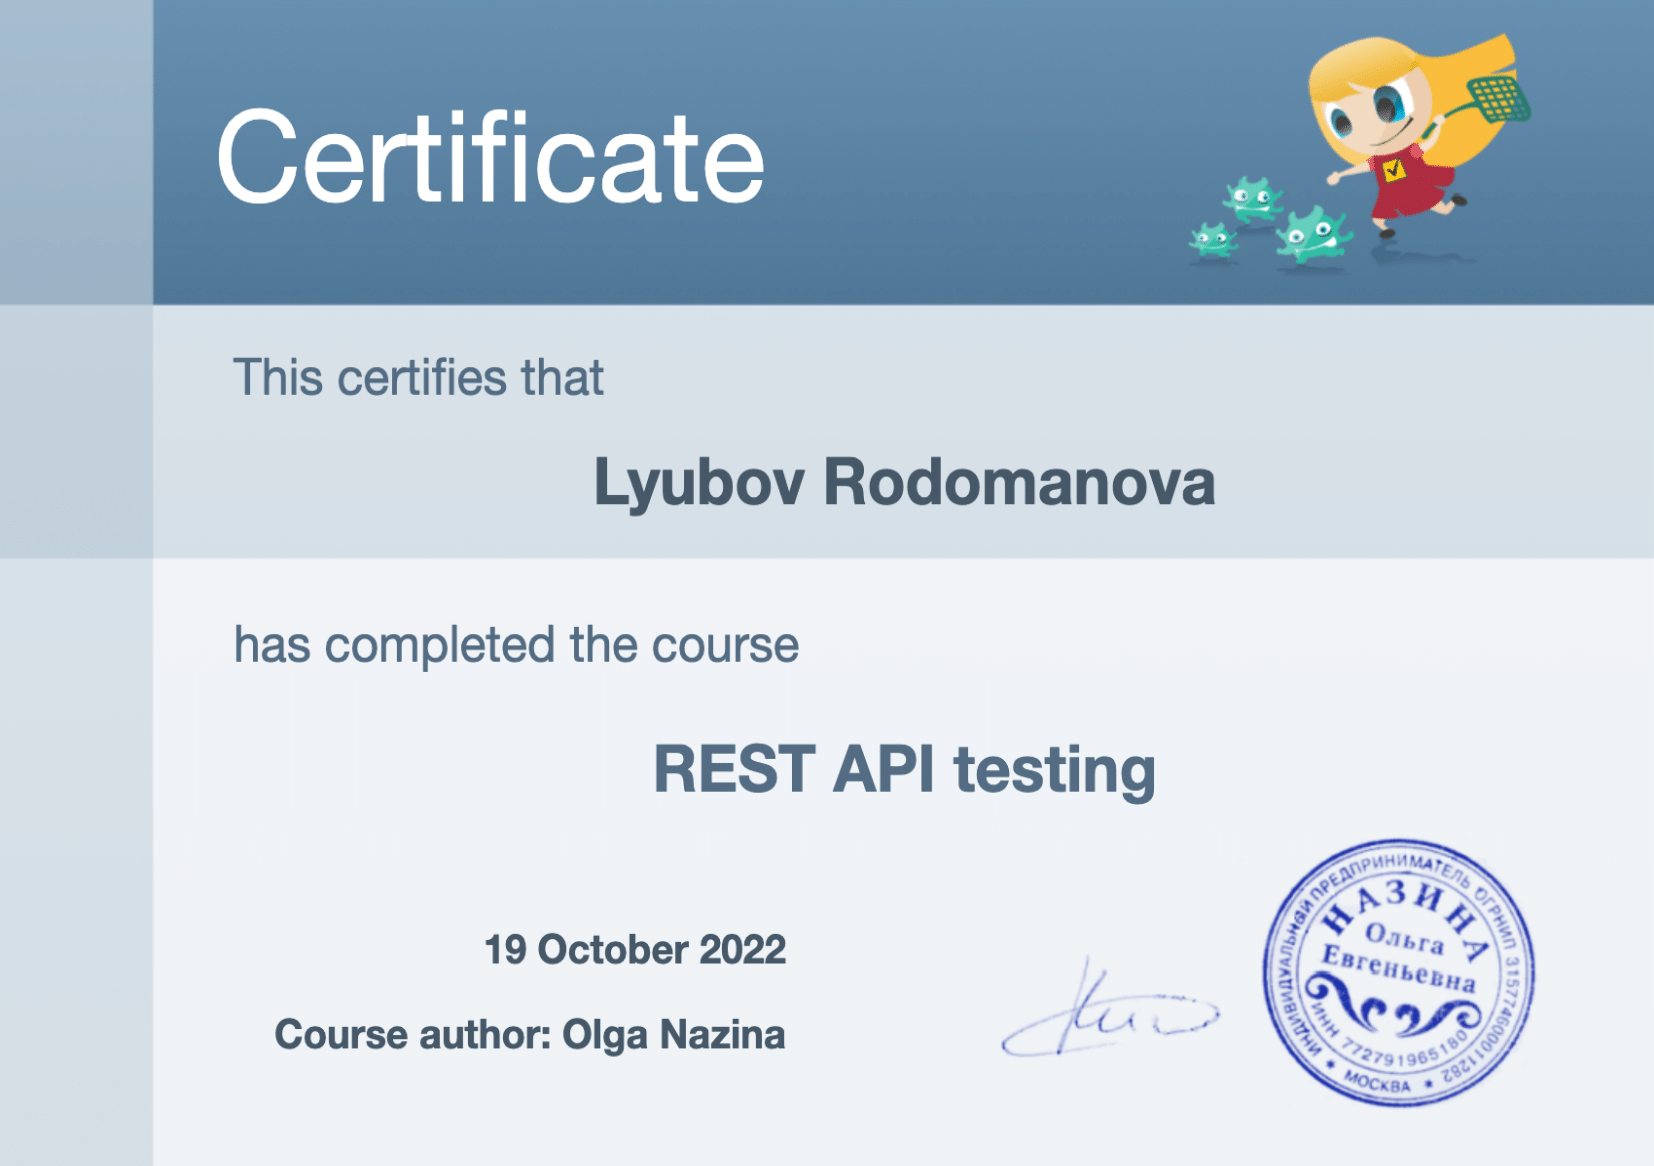 Certificate
This certifies that
Lyubov Rodomanova
has completed the course
REST API testing
19 October 2022
Course author: Olga Nazina
ИНДИВИДУАЛЬНЫЙ ПРЕДПРИНИМАТЕЛЬ ОГРНИП 315774600011282
НАЗИНА
Ольга
Евгеньевна
ИНН 772791965180
* МОСКВА *